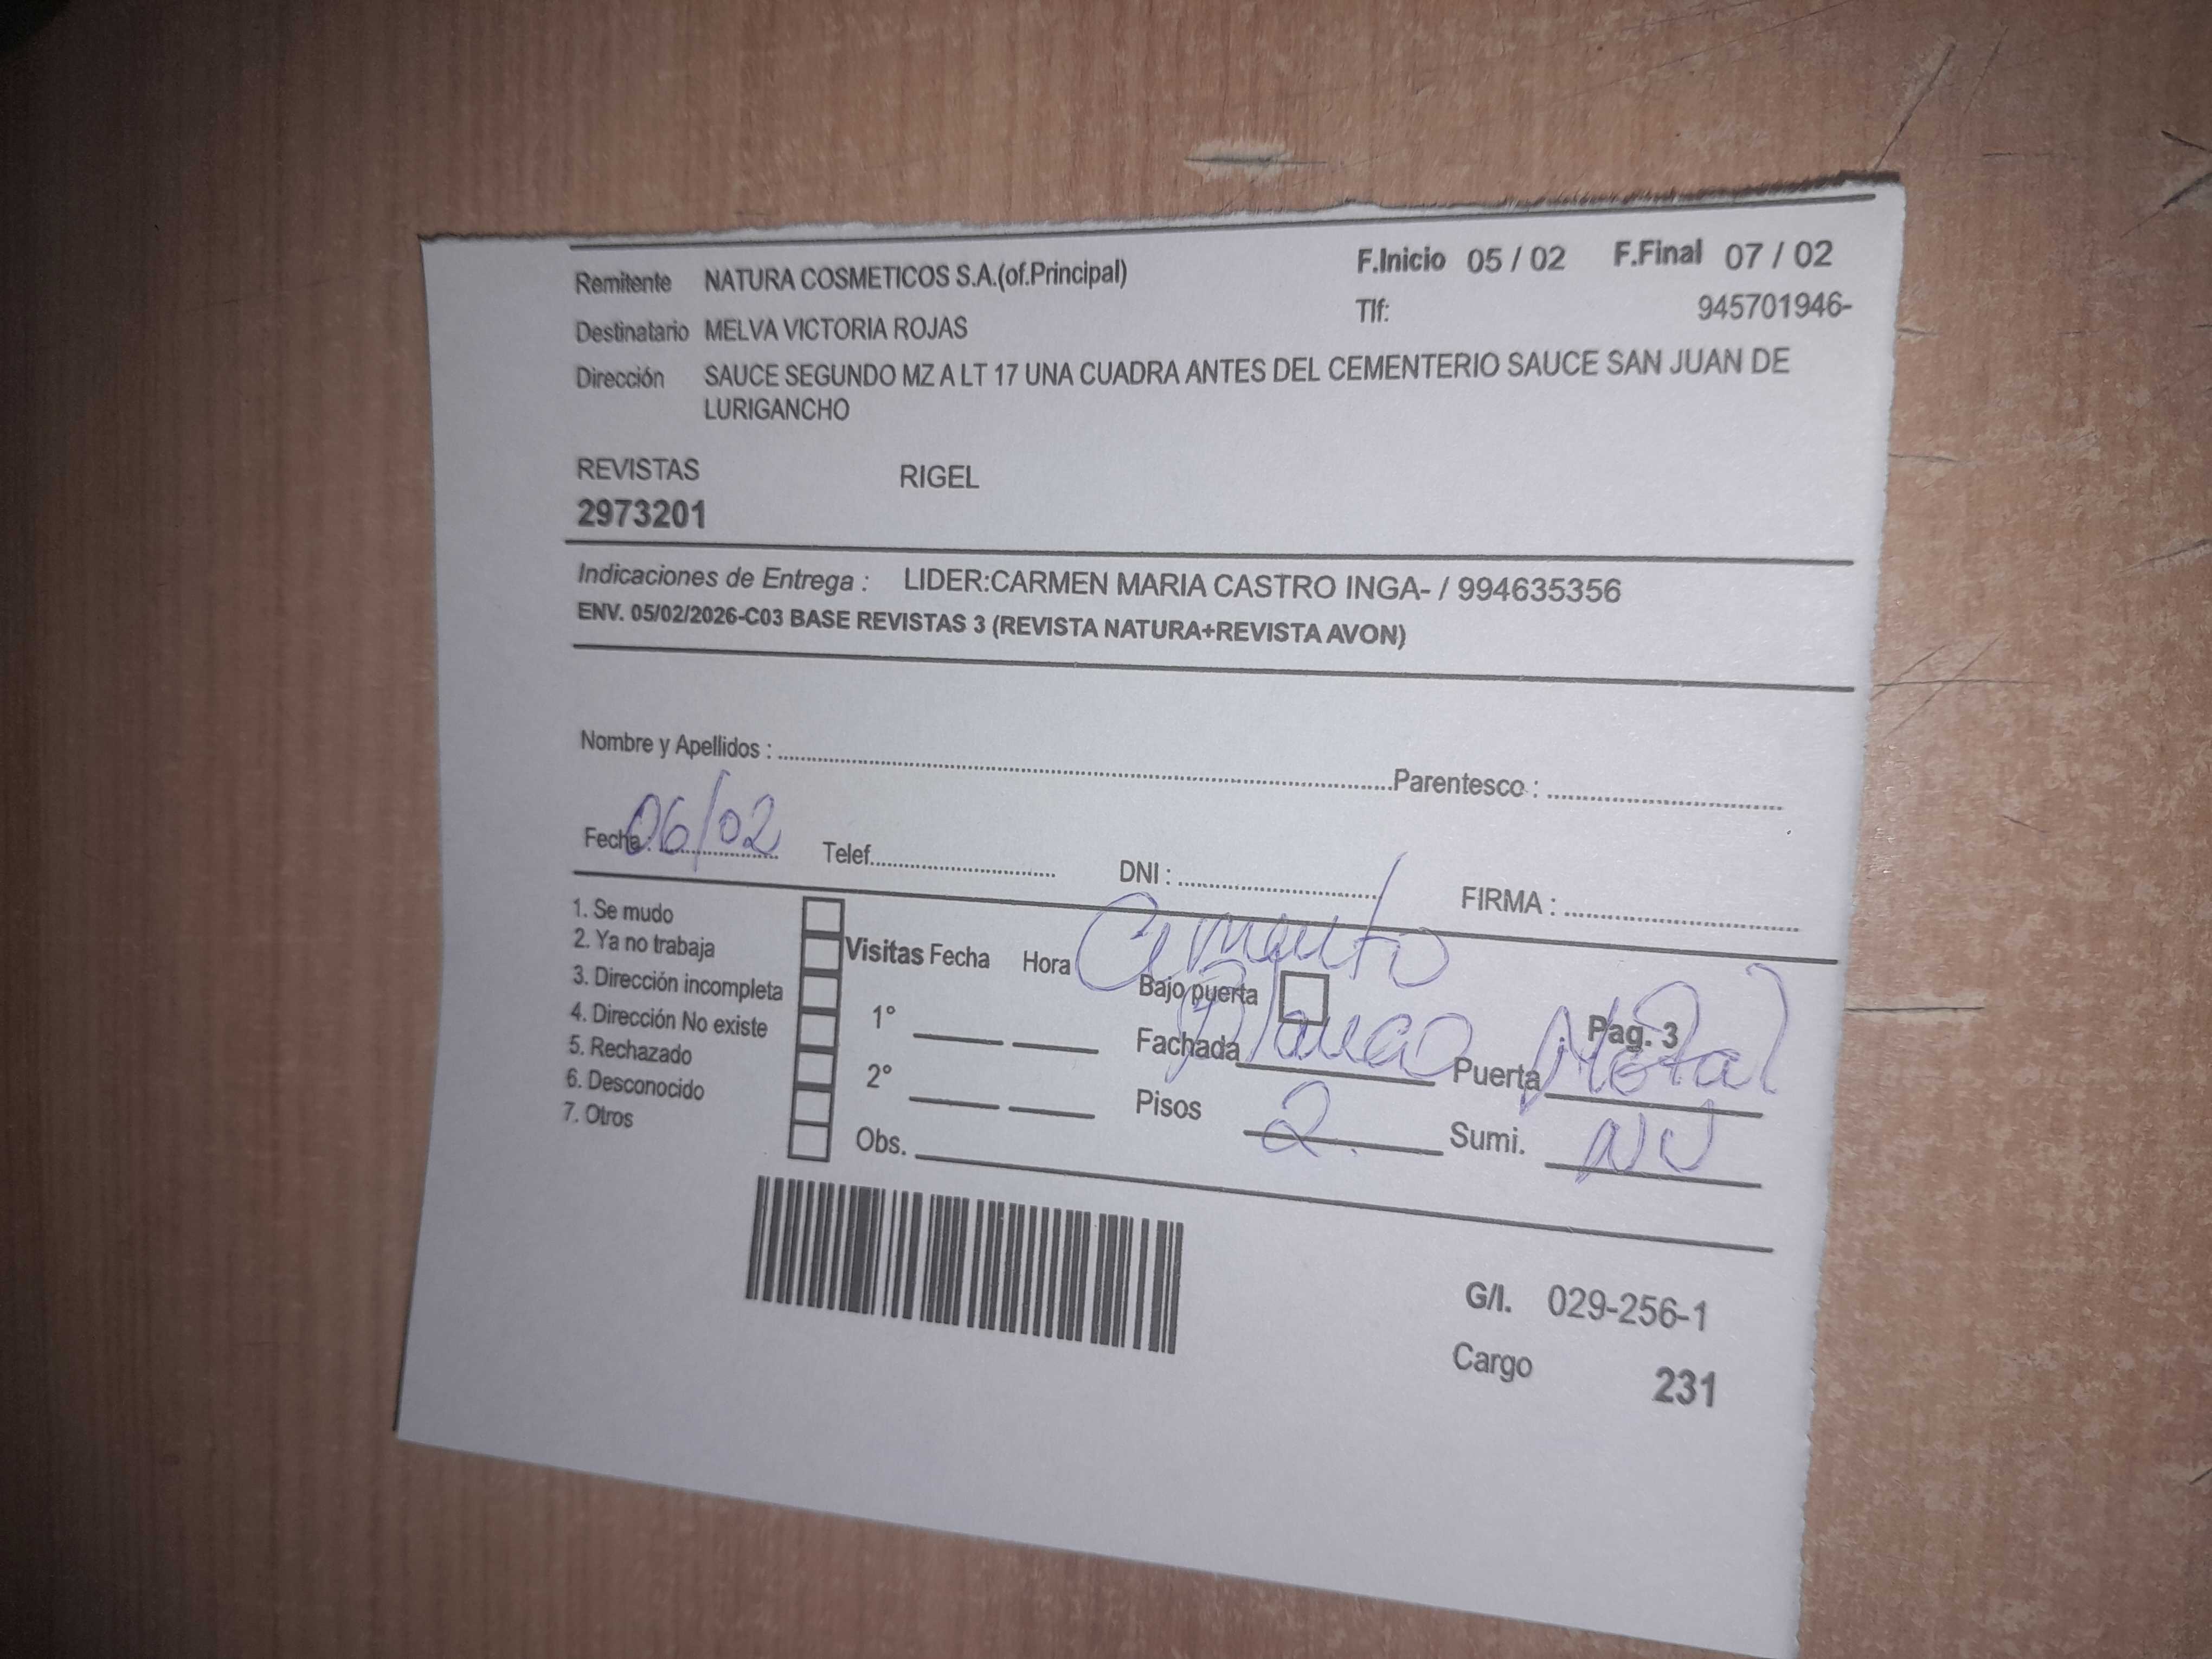 Remitente NATURA COSMETICOS S.A.(of.Principal) F.Inicio 05 / 02 F.Final 07 / 02
Tlf: 945701946-
Destinatario MELVA VICTORIA ROJAS
Dirección SAUCE SEGUNDO MZ A LT 17 UNA CUADRA ANTES DEL CEMENTERIO SAUCE SAN JUAN DE
LURIGANCHO
REVISTAS RIGEL
2973201
Indicaciones de Entrega : LIDER:CARMEN MARIA CASTRO INGA- / 994635356
ENV. 05/02/2026-C03 BASE REVISTAS 3 (REVISTA NATURA+REVISTA AVON)
Nombre y Apellidos : Parentesco :
Fecha : 06/02 Telef. DNI : FIRMA :
1. Se mudo
2. Ya no trabaja
3. Dirección incompleta
4. Dirección No existe
5. Rechazado
6. Desconocido
7. Otros
Visitas Fecha Hora
1°
2°
Obs.
Bajo puerta
Pag. 3
Fachada Blanco Puerta Metal
Pisos 2 Sumi.
G/I. 029-256-1
Cargo 231